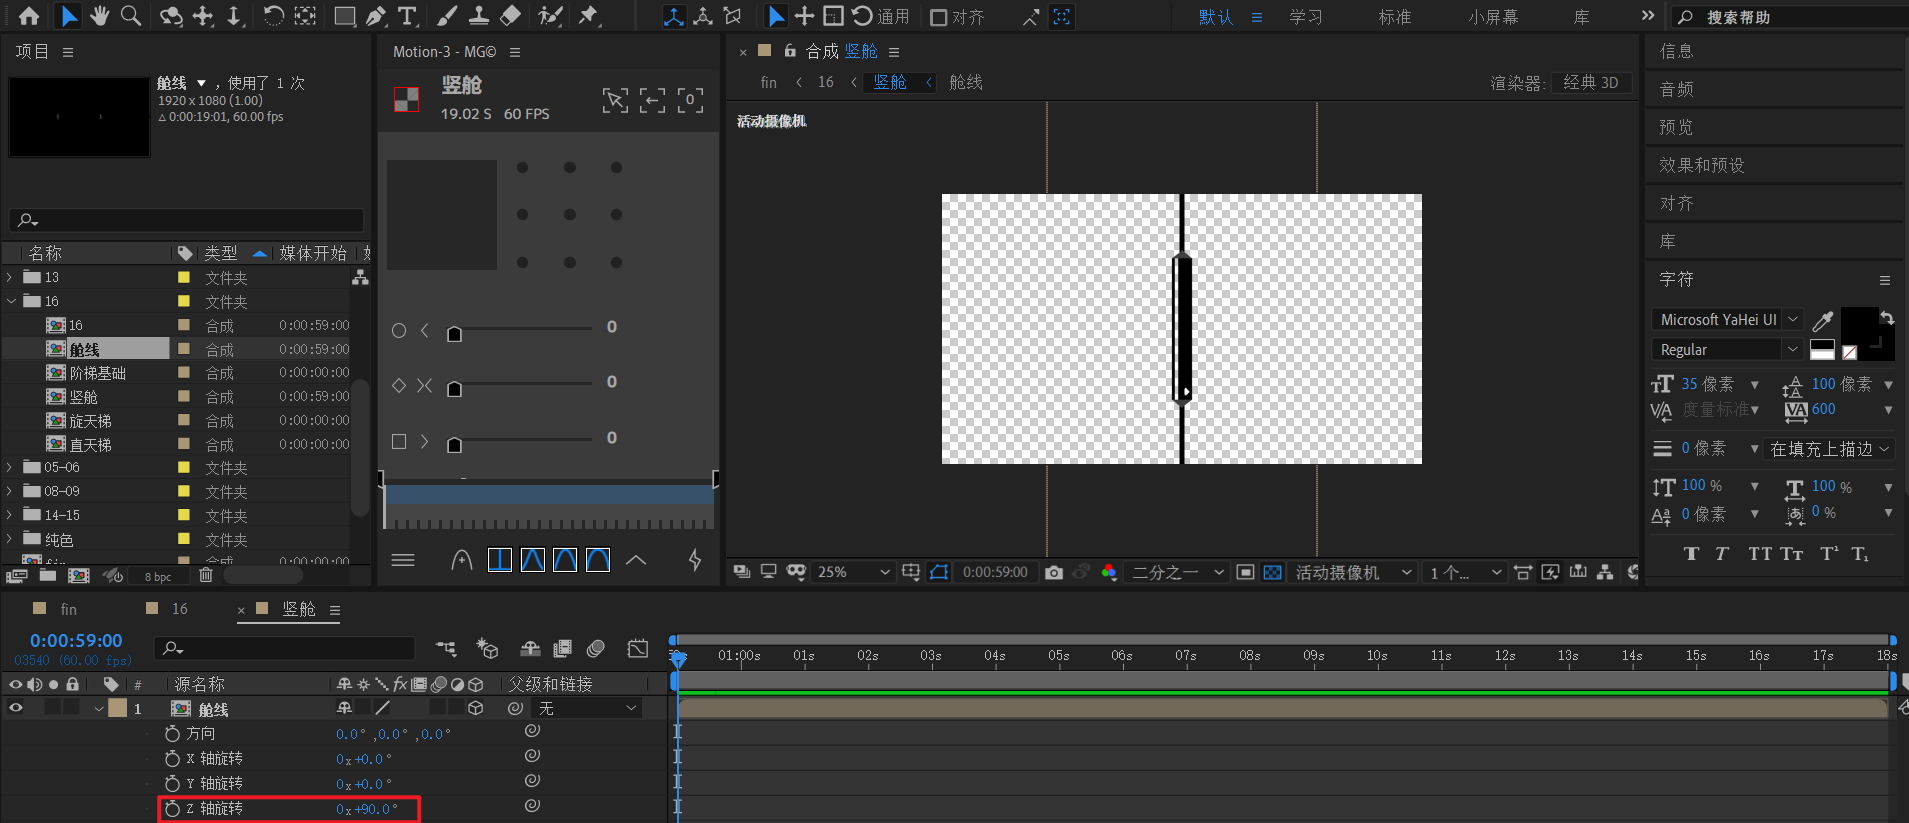 通用
对齐
默认
学习
标准
小屏幕
库
搜索帮助
项目
舱线 ▼ ，使用了 1 次
1920 x 1080 (1.00)
△ 0:00:19:01, 60.00 fps
名称
类型
媒体开始
13 文件夹
16 文件夹
16 合成 0:00:59:00
舱线 合成 0:00:59:00
阶梯基础 合成 0:00:00:00
竖舱 合成 0:00:59:00
旋天梯 合成 0:00:00:00
直天梯 合成 0:00:00:00
05-06 文件夹
08-09 文件夹
14-15 文件夹
纯色 文件夹
fin 合成 0:00:00:00
8 bpc
Motion-3 - MG©
竖舱
19.02 S 60 FPS
0
0
0
0
合成 竖舱
fin ‹ 16 ‹ 竖舱 ‹ 舱线
渲染器: 经典 3D
活动摄像机
25%
0:00:59:00
二分之一
活动摄像机
1 个...
信息
音频
预览
效果和预设
对齐
库
字符
Microsoft YaHei UI
Regular
35 像素
100 像素
度量标准
600
0 像素
在填充上描边
100 %
100 %
0 像素
0 %
T T TT Tт T¹ T₁
fin
16
竖舱
0:00:59:00
03540 (60.00 fps)
01:00s 01s 02s 03s 04s 05s 06s 07s 08s 09s 10s 11s 12s 13s 14s 15s 16s 17s 18s
# 源名称
父级和链接
1 舱线
无
方向 0.0°,0.0°,0.0°
X 轴旋转 0x+0.0°
Y 轴旋转 0x+0.0°
Z 轴旋转 0x+90.0°